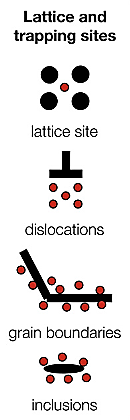 Lattice and
trapping sites
lattice site
dislocations
grain boundaries
inclusions